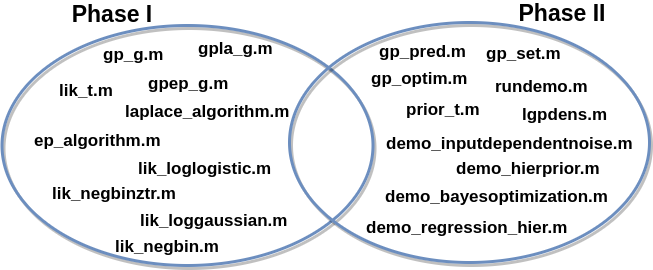 Phase I
Phase II
gp_g.m
gpla_g.m
lik_t.m
gpep_g.m
laplace_algorithm.m
ep_algorithm.m
lik_loglogistic.m
lik_negbinztr.m
lik_loggaussian.m
lik_negbin.m
gp_pred.m
gp_set.m
gp_optim.m
rundemo.m
prior_t.m
lgpdens.m
demo_inputdependentnoise.m
demo_hierprior.m
demo_bayesoptimization.m
demo_regression_hier.m